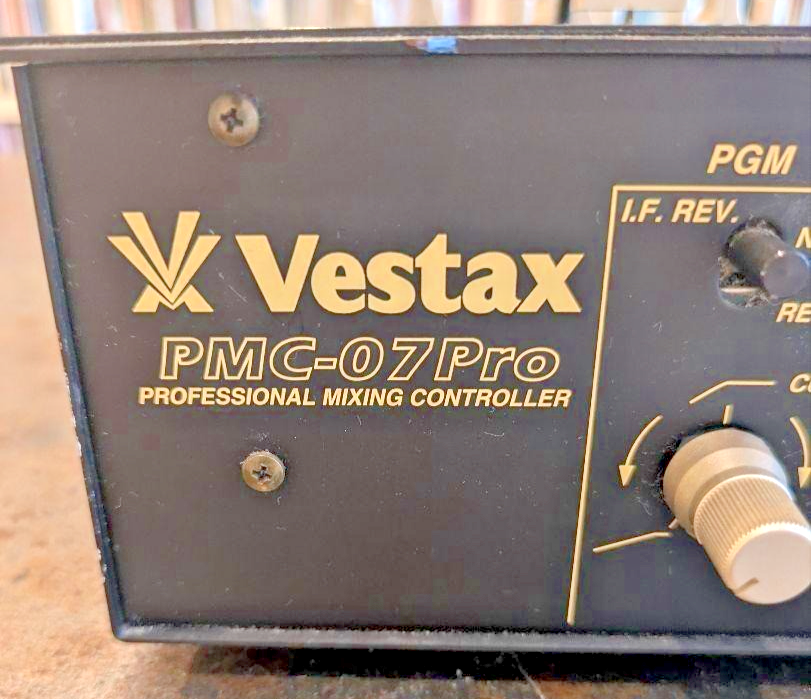 Vestax
PMC-07Pro
PROFESSIONAL MIXING CONTROLLER
PGM
I.F. REV.